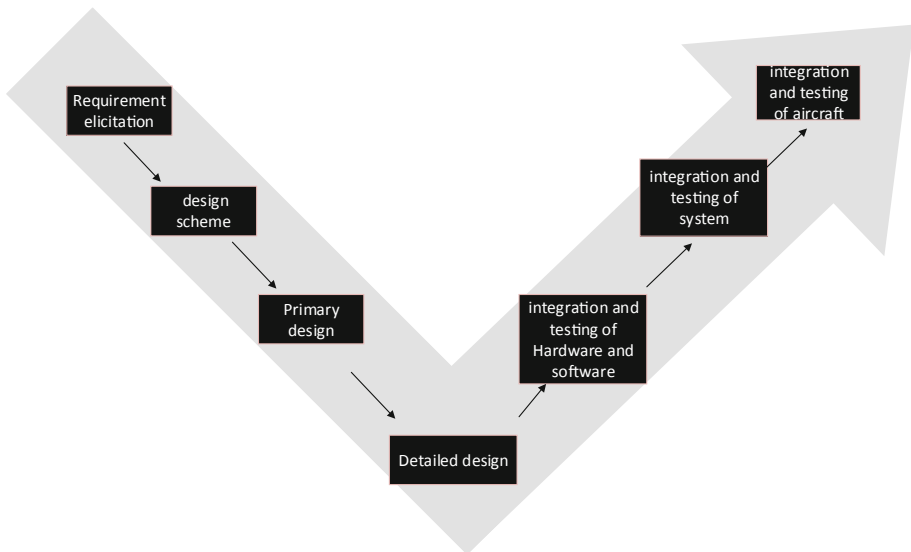 Requirement
elicitation
design
scheme
Primary
design
Detailed design
integration and
testing of
Hardware and
software
integration and
testing of
system
integration
and testing
of aircraft